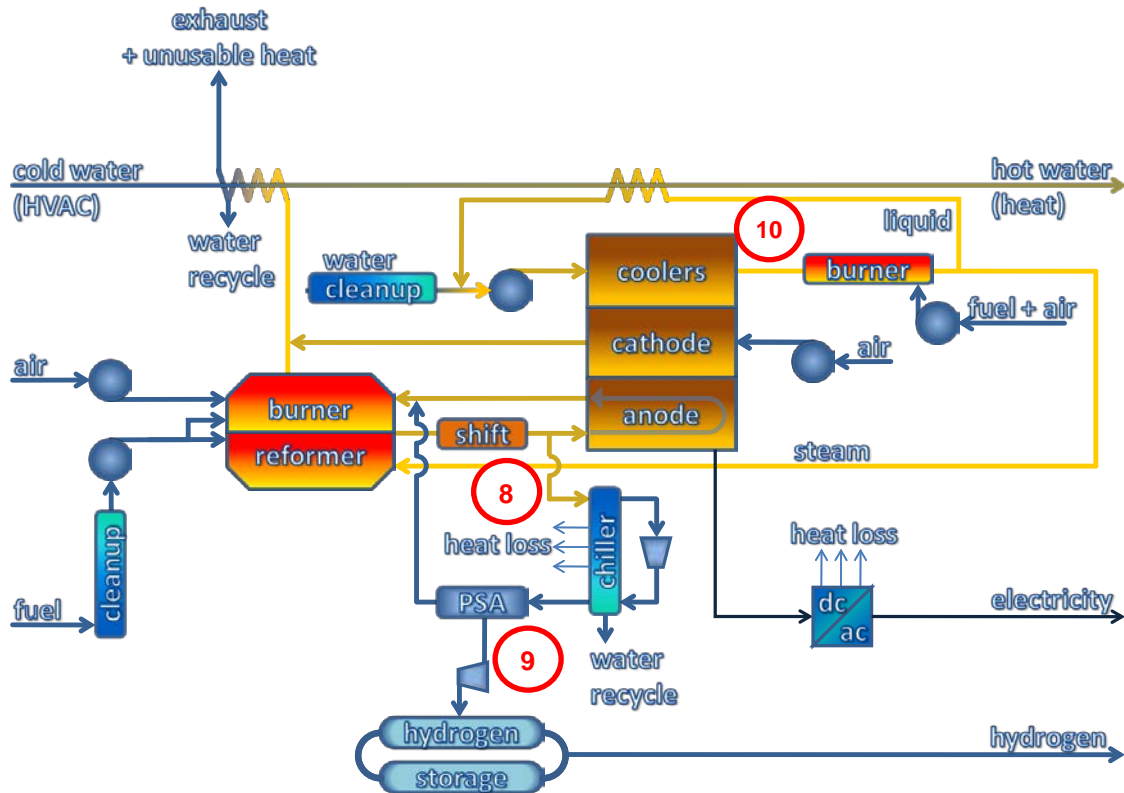 exhaust
+ unusable heat
cold water
(HVAC)
hot water
(heat)
water
recycle
water
cleanup
coolers
10
liquid
burner
fuel + air
cathode
air
air
burner
anode
shift
reformer
steam
8
heat loss
chiller
heat loss
cleanup
fuel
PSA
dc
ac
electricity
9
water
recycle
hydrogen
storage
hydrogen